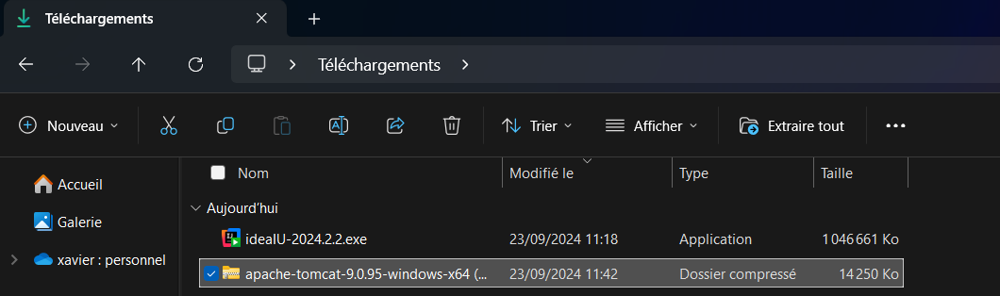 Téléchargements
Téléchargements
Nouveau Trier Afficher Extraire tout
Nom Modifié le Type Taille
Accueil
Aujourd'hui
Galerie
ideaIU-2024.2.2.exe 23/09/2024 11:18 Application 1 046 661 Ko
xavier : personnel
apache-tomcat-9.0.95-windows-x64 (... 23/09/2024 11:42 Dossier compressé 14 250 Ko